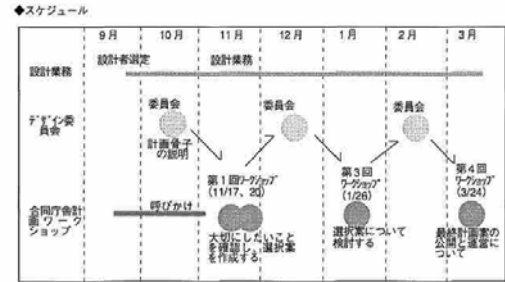 ◆スケジュール
9月 10月 11月 12月 1月 2月 3月
設計者選定 設計業務
設計業務
デザイン委
員会
委員会 委員会 委員会
計画骨子
の説明
第1回ワークショップ
(11/17、20)
第3回
ワークショップ
(1/26)
第4回
ワークショップ
(3/24)
合同庁舎計
画ワーク
ショップ
呼びかけ
大切にしたいこと
を確認し、選択案
を作成する。
選択案について
検討する
最終計画案の
公開と運営に
ついて